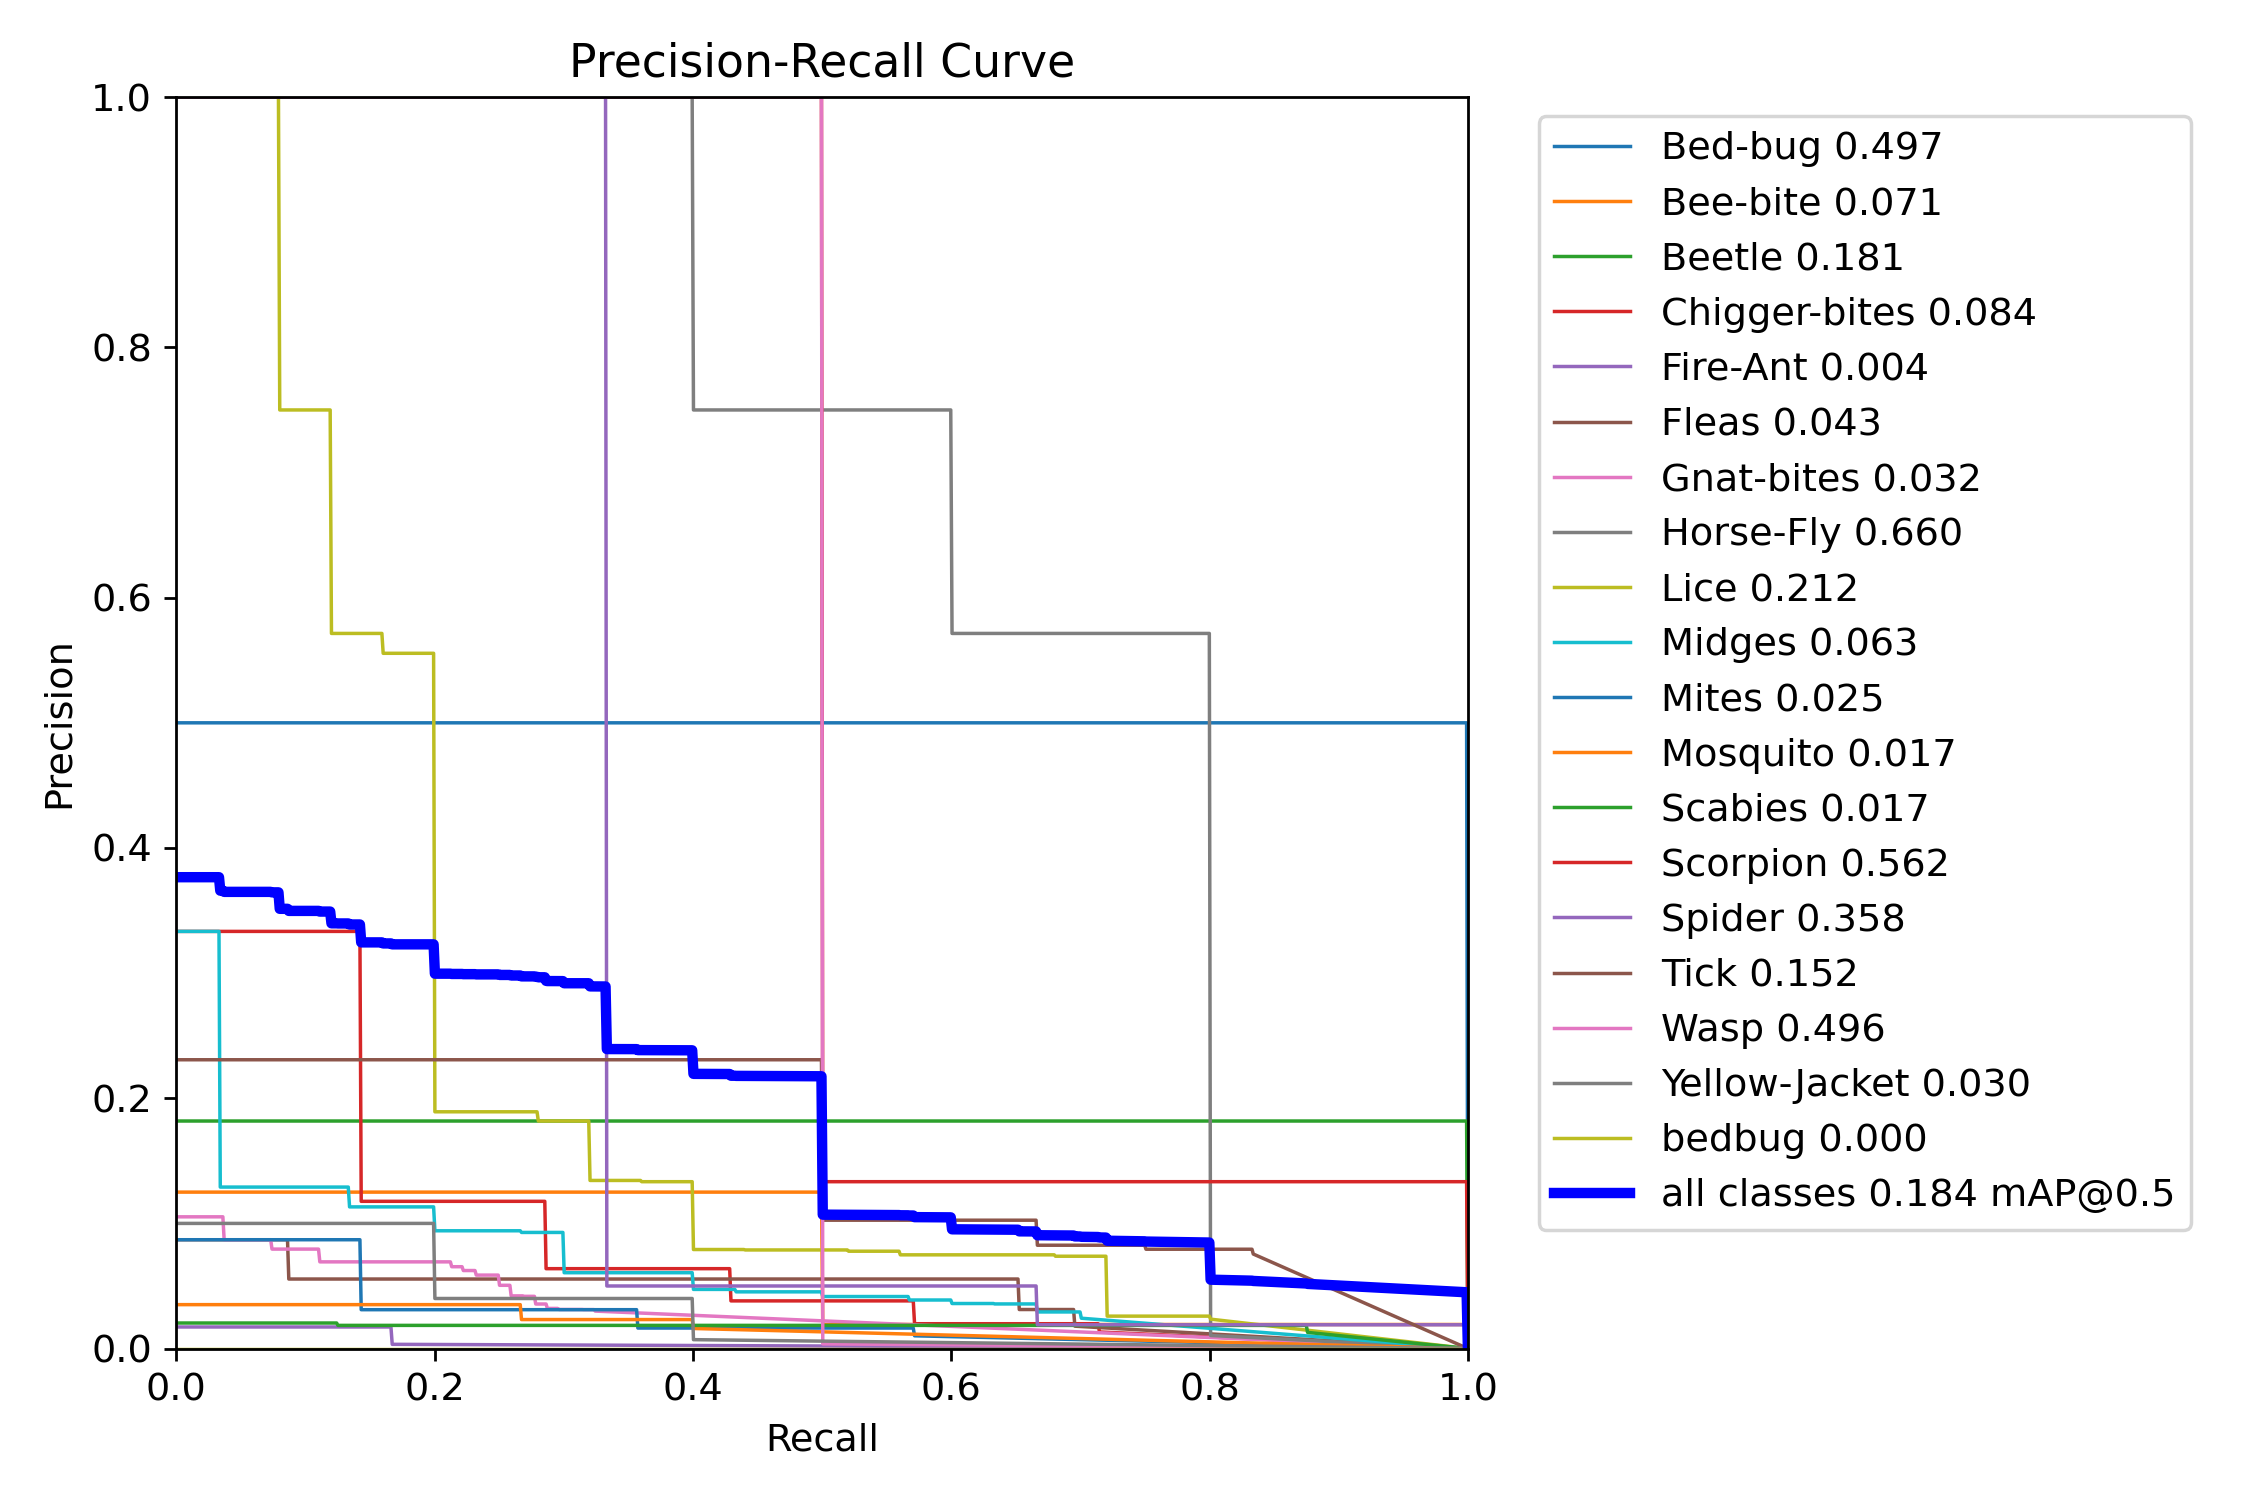 Precision-Recall Curve
1.0
0.8
0.6
0.4
0.2
0.0
Precision
0.0 0.2 0.4 0.6 0.8 1.0
Recall
Bed-bug 0.497
Bee-bite 0.071
Beetle 0.181
Chigger-bites 0.084
Fire-Ant 0.004
Fleas 0.043
Gnat-bites 0.032
Horse-Fly 0.660
Lice 0.212
Midges 0.063
Mites 0.025
Mosquito 0.017
Scabies 0.017
Scorpion 0.562
Spider 0.358
Tick 0.152
Wasp 0.496
Yellow-Jacket 0.030
bedbug 0.000
all classes 0.184 mAP@0.5